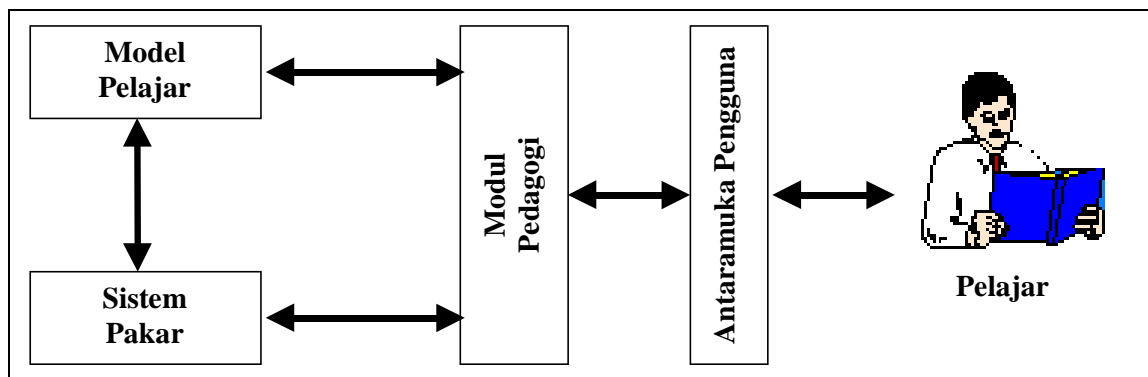 Model
Pelajar
Sistem
Pakar
Modul
Pedagogi
Antaramuka Pengguna
Pelajar